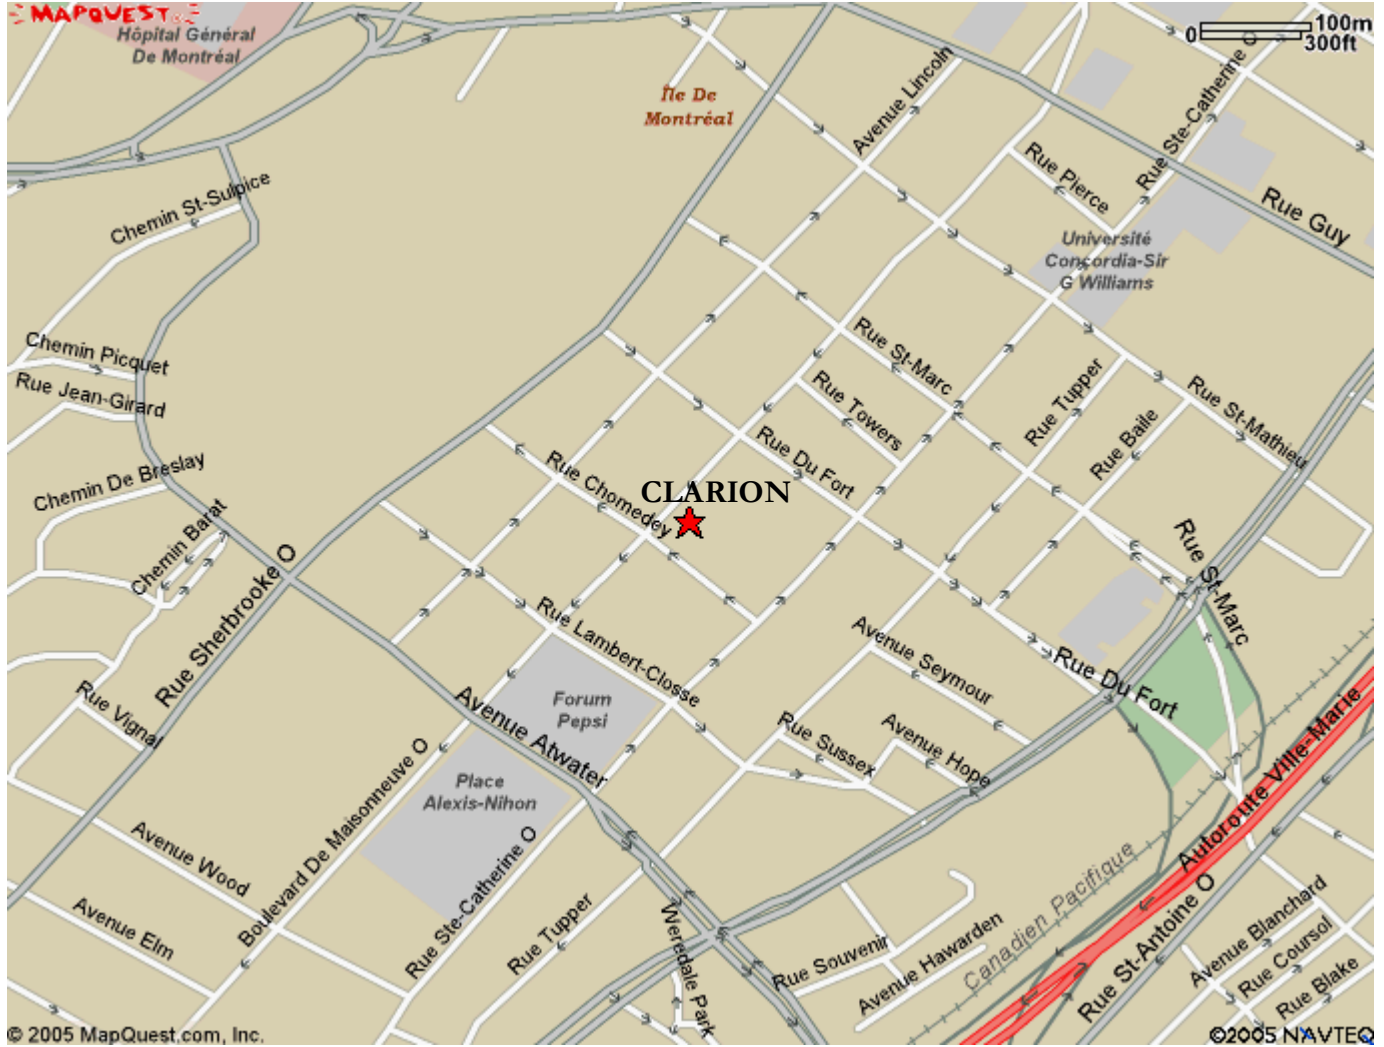 MAPQUEST
Hôpital Général
De Montréal
100m
0
300ft
Île De
Montréal
Avenue Lincoln
Rue Ste-Catherine O
Rue Pierce
Rue Guy
Chemin St-Sulpice
Université
Concordia-Sir
G Williams
Chemin Picquet
Rue Jean-Girard
Rue St-Marc
Rue Towers
Rue Tupper
Rue Baile
Rue St-Mathieu
Rue Du Fort
Chemin De Breslay
Rue Chomedey
CLARION
Chemin Barat
Rue Sherbrooke O
Rue St-Marc
Rue Lambert-Closse
Avenue Seymour
Rue Du Fort
Rue Vignal
Avenue Atwater
Forum
Pepsi
Rue Sussex
Avenue Hope
Place
Alexis-Nihon
Boulevard De Maisonneuve O
Autoroute Ville-Marie
Avenue Wood
Rue Ste-Catherine O
Canadien Pacifique
Avenue Elm
Rue Tupper
Weredale Park
Rue Souvenir
Avenue Hawarden
Rue St-Antoine O
Avenue Blanchard
Rue Coursol
Rue Blake
© 2005 MapQuest.com, Inc.
©2005 NAVTEQ